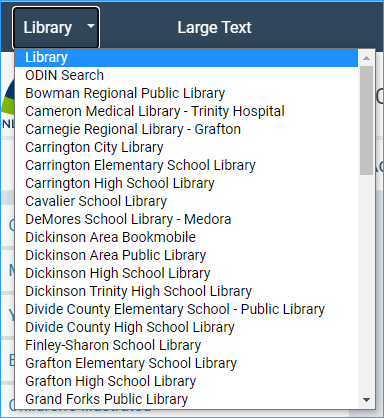 Library
Large Text
Library
ODIN Search
Bowman Regional Public Library
Cameron Medical Library - Trinity Hospital
Carnegie Regional Library - Grafton
Carrington City Library
Carrington Elementary School Library
Carrington High School Library
Cavalier School Library
DeMores School Library - Medora
Dickinson Area Bookmobile
Dickinson Area Public Library
Dickinson High School Library
Dickinson Trinity High School Library
Divide County Elementary School - Public Library
Divide County High School Library
Finley-Sharon School Library
Grafton Elementary School Library
Grafton High School Library
Grand Forks Public Library